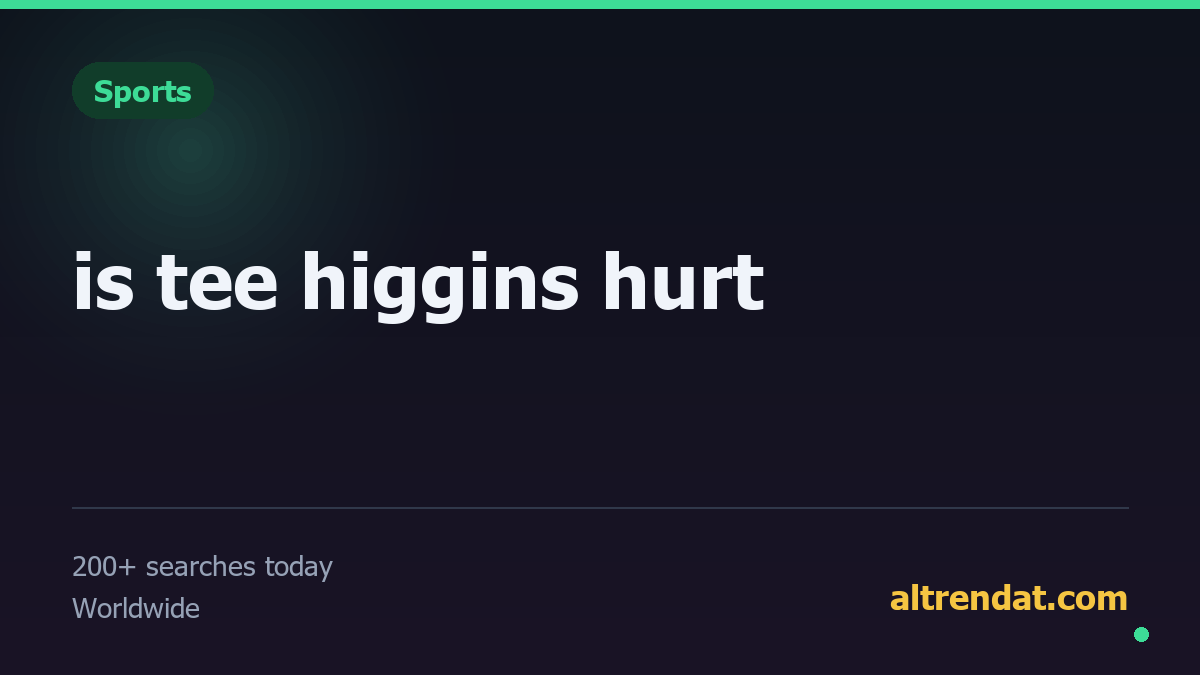 Sports
is tee higgins hurt
200+ searches today
Worldwide
altrendat.com